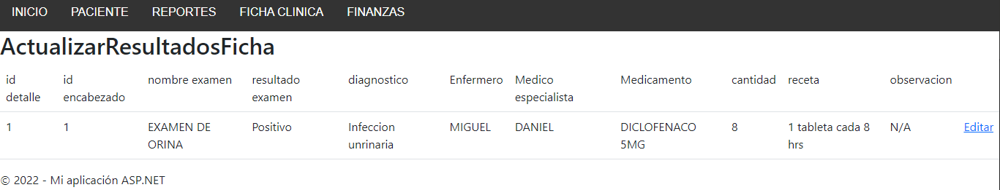 INICIO PACIENTE REPORTES FICHA CLINICA FINANZAS
ActualizarResultadosFicha
id detalle id encabezado nombre examen resultado examen diagnostico Enfermero Medico especialista Medicamento cantidad receta observacion
1 1 EXAMEN DE ORINA Positivo Infeccion unrinaria MIGUEL DANIEL DICLOFENACO 5MG 8 1 tableta cada 8 hrs N/A Editar
© 2022 - Mi aplicación ASP.NET